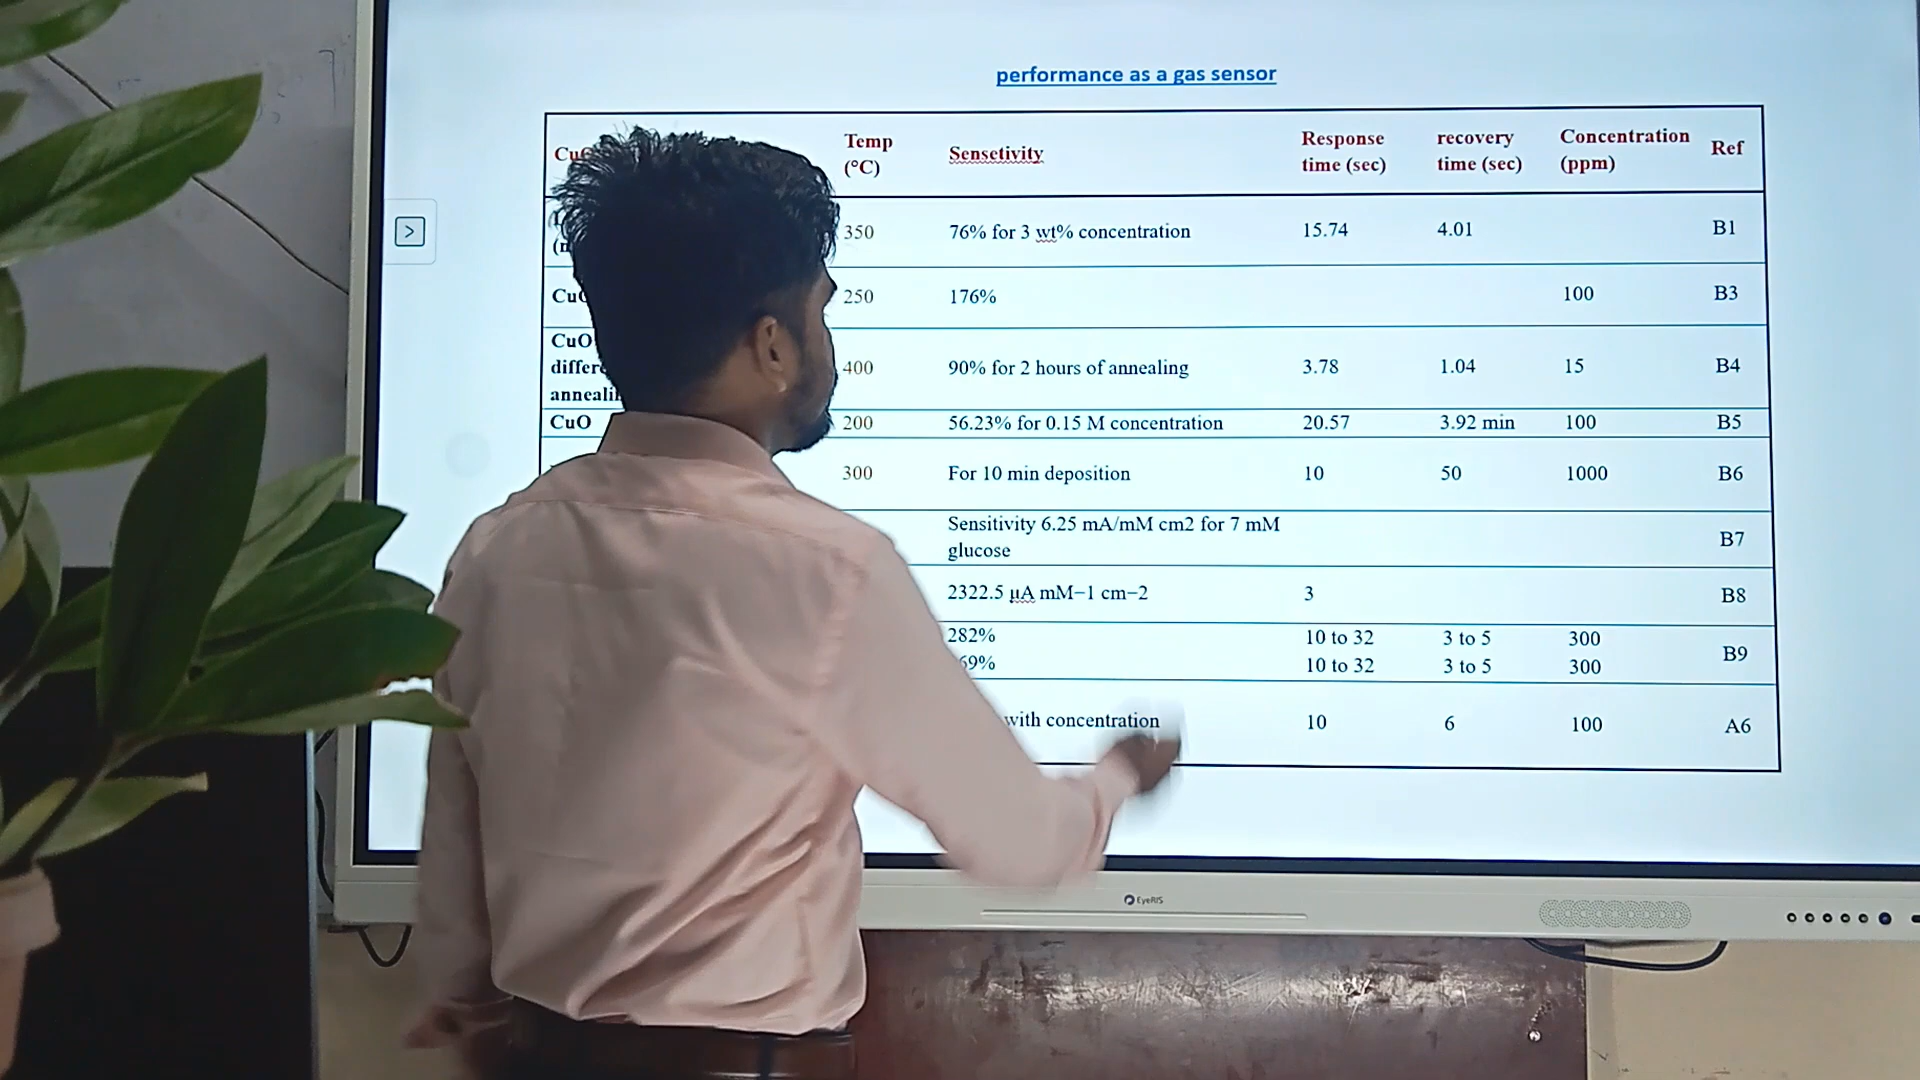 performance as a gas sensor
Temp (°C) Sensetivity Response time (sec) recovery time (sec) Concentration (ppm) Ref
350 76% for 3 wt% concentration 15.74 4.01 B1
250 176% 100 B3
CuO
400 90% for 2 hours of annealing 3.78 1.04 15 B4
CuO 200 56.23% for 0.15 M concentration 20.57 3.92 min 100 B5
300 For 10 min deposition 10 50 1000 B6
Sensitivity 6.25 mA/mM cm2 for 7 mM
glucose
B7
2322.5 µA mM−1 cm−2 3 B8
282% 10 to 32 3 to 5 300
10 to 32 3 to 5 300
B9
with concentration 10 6 100 A6
EyeRIS